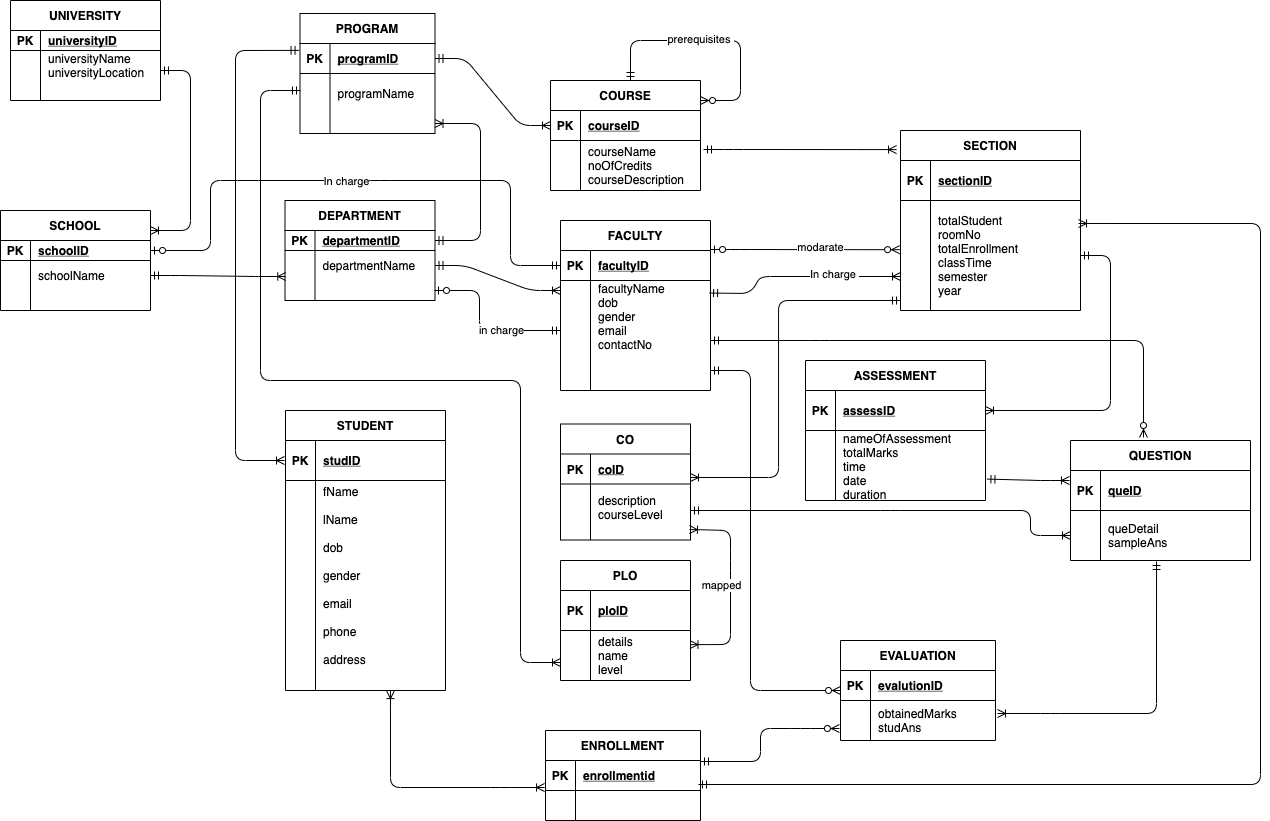 UNIVERSITY
PK universityID
universityName
universityLocation
PROGRAM
PK programID
programName
prerequisites
COURSE
PK courseID
courseName
noOfCredits
courseDescription
SECTION
PK sectionID
totalStudent
roomNo
totalEnrollment
classTime
semester
year
In charge
SCHOOL
PK schoolID
schoolName
DEPARTMENT
PK departmentID
departmentName
in charge
FACULTY
PK facultyID
facultyName
dob
gender
email
contactNo
modarate
In charge
ASSESSMENT
PK assessID
nameOfAssessment
totalMarks
time
date
duration
STUDENT
PK studID
fName
lName
dob
gender
email
phone
address
CO
PK coID
description
courseLevel
QUESTION
PK queID
queDetail
sampleAns
mapped
PLO
PK ploID
details
name
level
EVALUATION
PK evalutionID
obtainedMarks
studAns
ENROLLMENT
PK enrollmentid